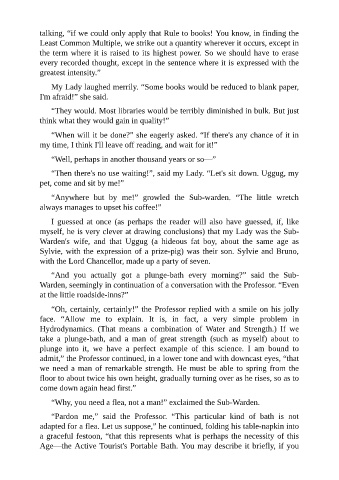 talking, “if we could only apply that Rule to books! You know, in finding the
Least Common Multiple, we strike out a quantity wherever it occurs, except in
the term where it is raised to its highest power. So we should have to erase
every recorded thought, except in the sentence where it is expressed with the
greatest intensity.”
My Lady laughed merrily. “Some books would be reduced to blank paper,
I'm afraid!” she said.
“They would. Most libraries would be terribly diminished in bulk. But just
think what they would gain in quality!”
“When will it be done?” she eagerly asked. “If there's any chance of it in
my time, I think I'll leave off reading, and wait for it!”
“Well, perhaps in another thousand years or so—”
“Then there's no use waiting!”, said my Lady. “Let's sit down. Uggug, my
pet, come and sit by me!”
“Anywhere but by me!” growled the Sub-warden. “The little wretch
always manages to upset his coffee!”
I guessed at once (as perhaps the reader will also have guessed, if, like
myself, he is very clever at drawing conclusions) that my Lady was the Sub-
Warden's wife, and that Uggug (a hideous fat boy, about the same age as
Sylvie, with the expression of a prize-pig) was their son. Sylvie and Bruno,
with the Lord Chancellor, made up a party of seven.
“And you actually got a plunge-bath every morning?” said the Sub-
Warden, seemingly in continuation of a conversation with the Professor. “Even
at the little roadside-inns?”
“Oh, certainly, certainly!” the Professor replied with a smile on his jolly
face. “Allow me to explain. It is, in fact, a very simple problem in
Hydrodynamics. (That means a combination of Water and Strength.) If we
take a plunge-bath, and a man of great strength (such as myself) about to
plunge into it, we have a perfect example of this science. I am bound to
admit,” the Professor continued, in a lower tone and with downcast eyes, “that
we need a man of remarkable strength. He must be able to spring from the
floor to about twice his own height, gradually turning over as he rises, so as to
come down again head first.”
“Why, you need a flea, not a man!” exclaimed the Sub-Warden.
“Pardon me,” said the Professor. “This particular kind of bath is not
adapted for a flea. Let us suppose,” he continued, folding his table-napkin into
a graceful festoon, “that this represents what is perhaps the necessity of this
Age—the Active Tourist's Portable Bath. You may describe it briefly, if you